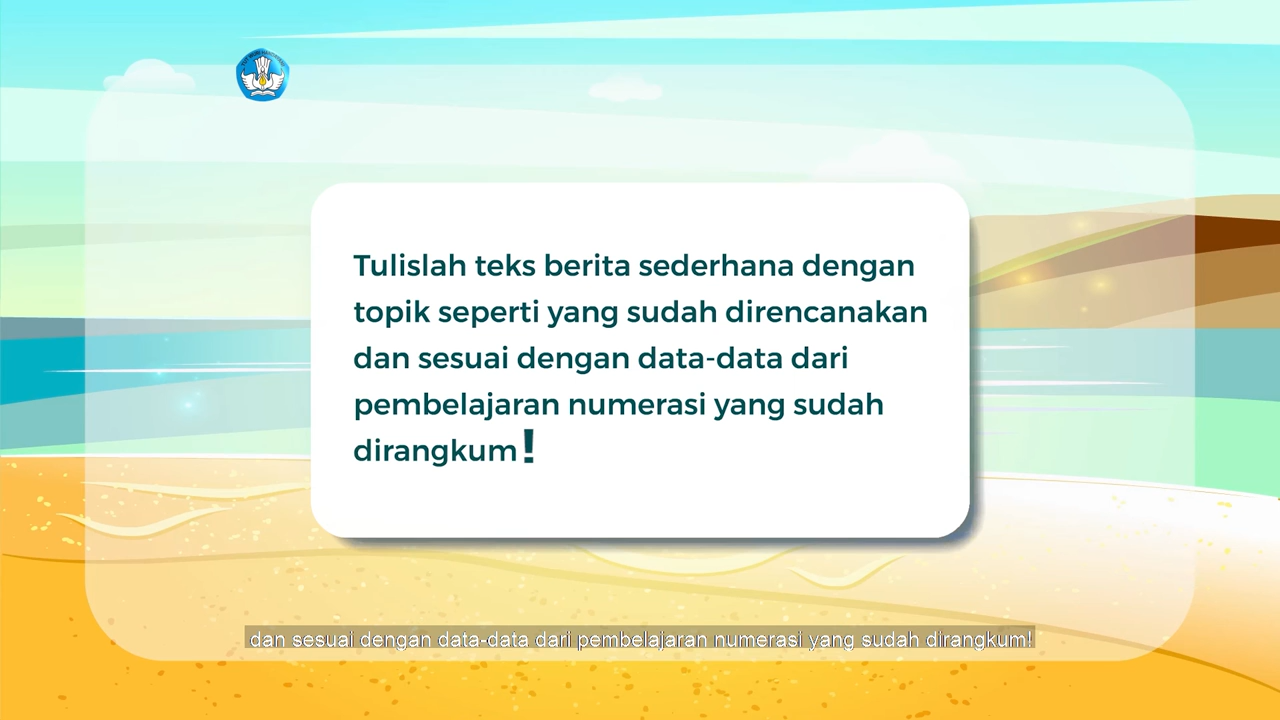 Tulislah teks berita sederhana dengan
topik seperti yang sudah direncanakan
dan sesuai dengan data-data dari
pembelajaran numerasi yang sudah
dirangkum!
dan sesuai dengan data-data dari pembelajaran numerasi yang sudah dirangkum!